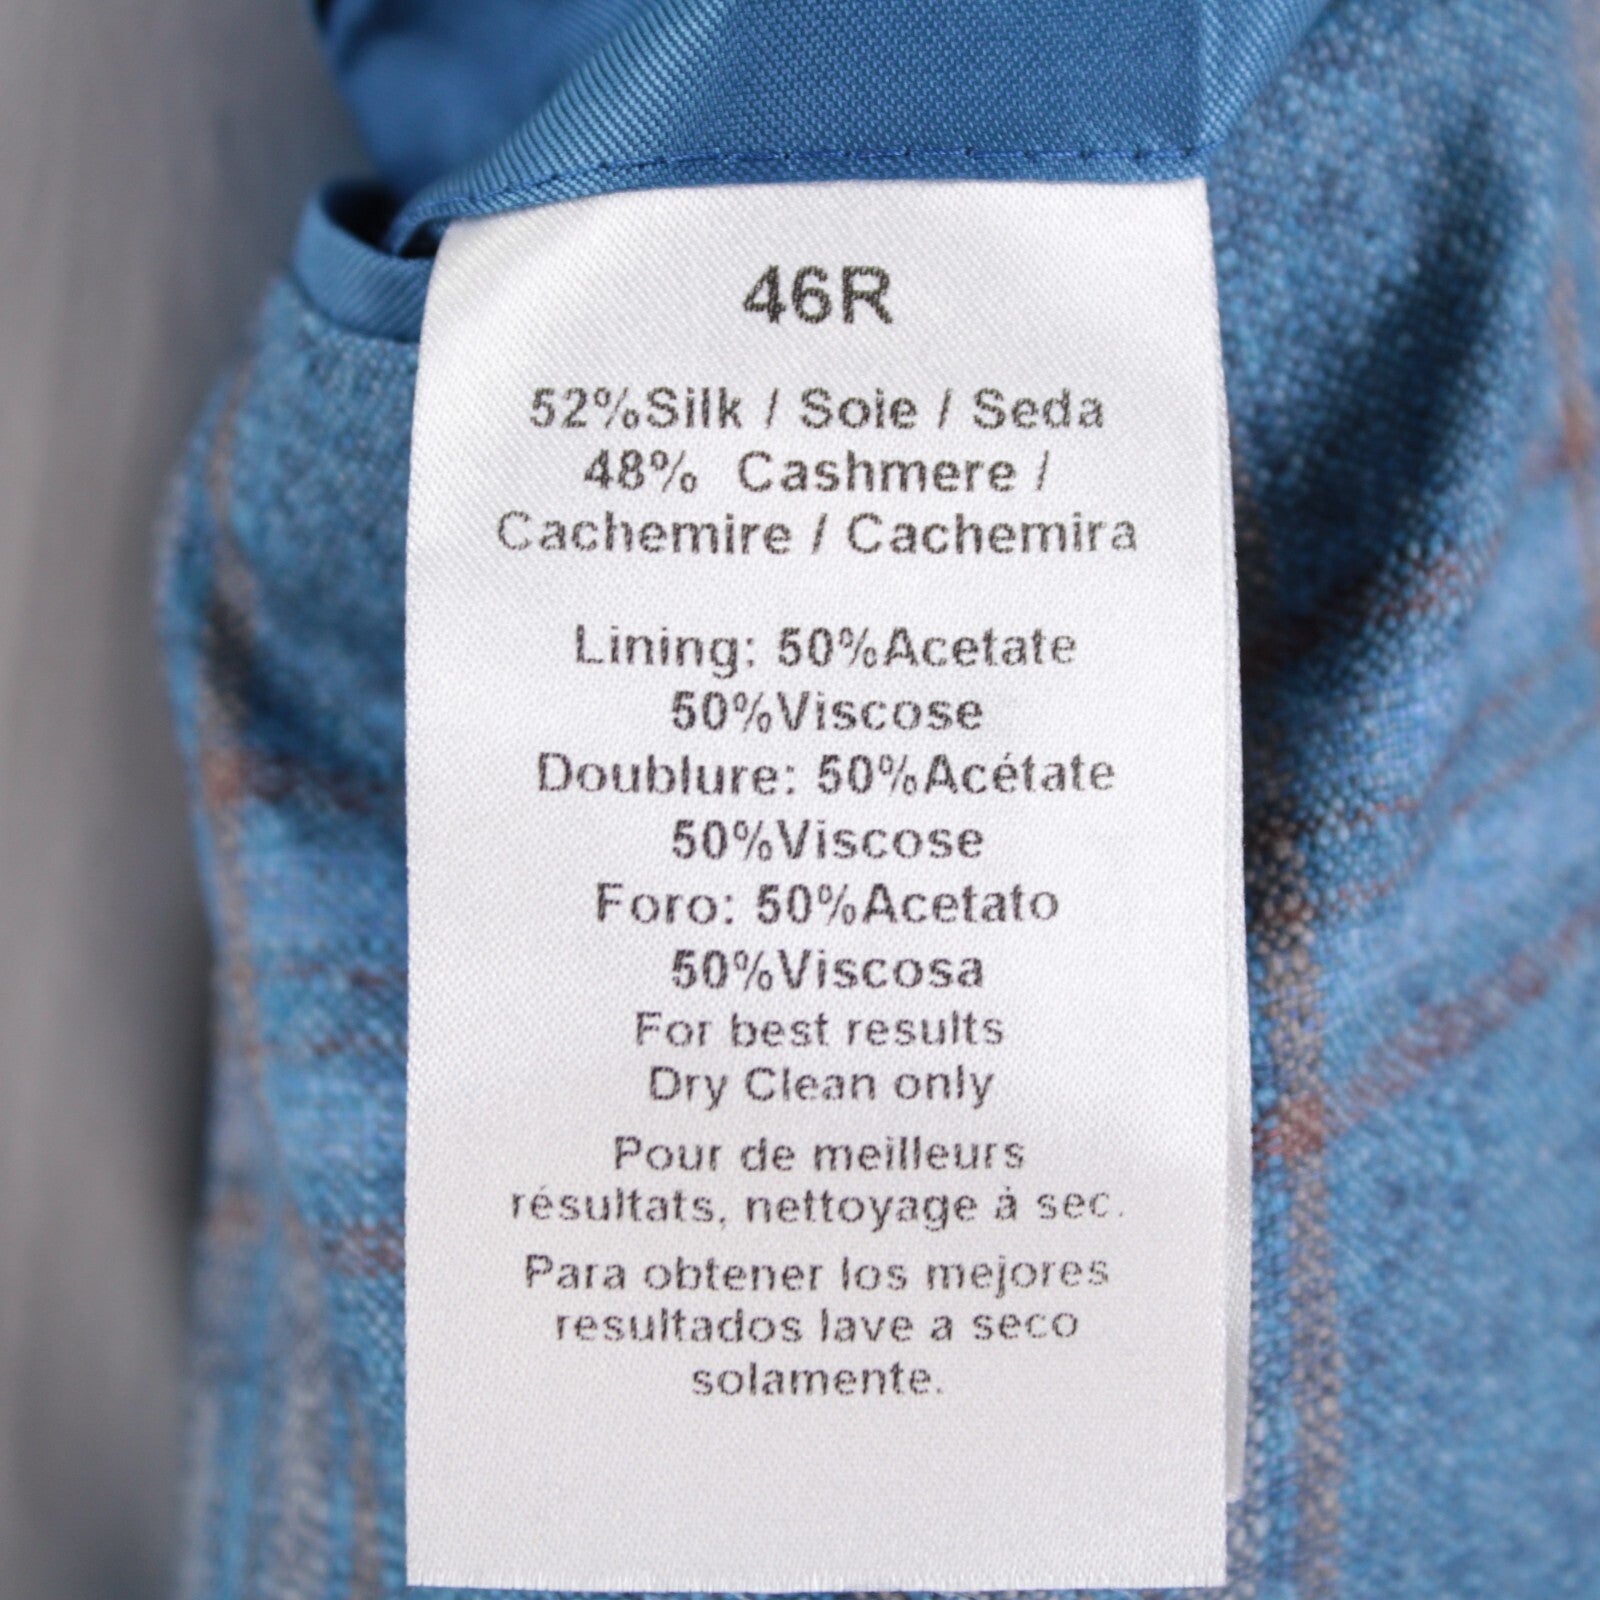 46R
52%Silk / Soie / Seda
48% Cashmere /
Cachemire / Cachemira
Lining: 50%Acetate
50%Viscose
Doublure: 50%Acétate
50%Viscose
Foro: 50%Acetato
50%Viscosa
For best results
Dry Clean only
Pour de meilleurs
résultats, nettoyage à sec.
Para obtener los mejores
resultados lave a seco
solamente.